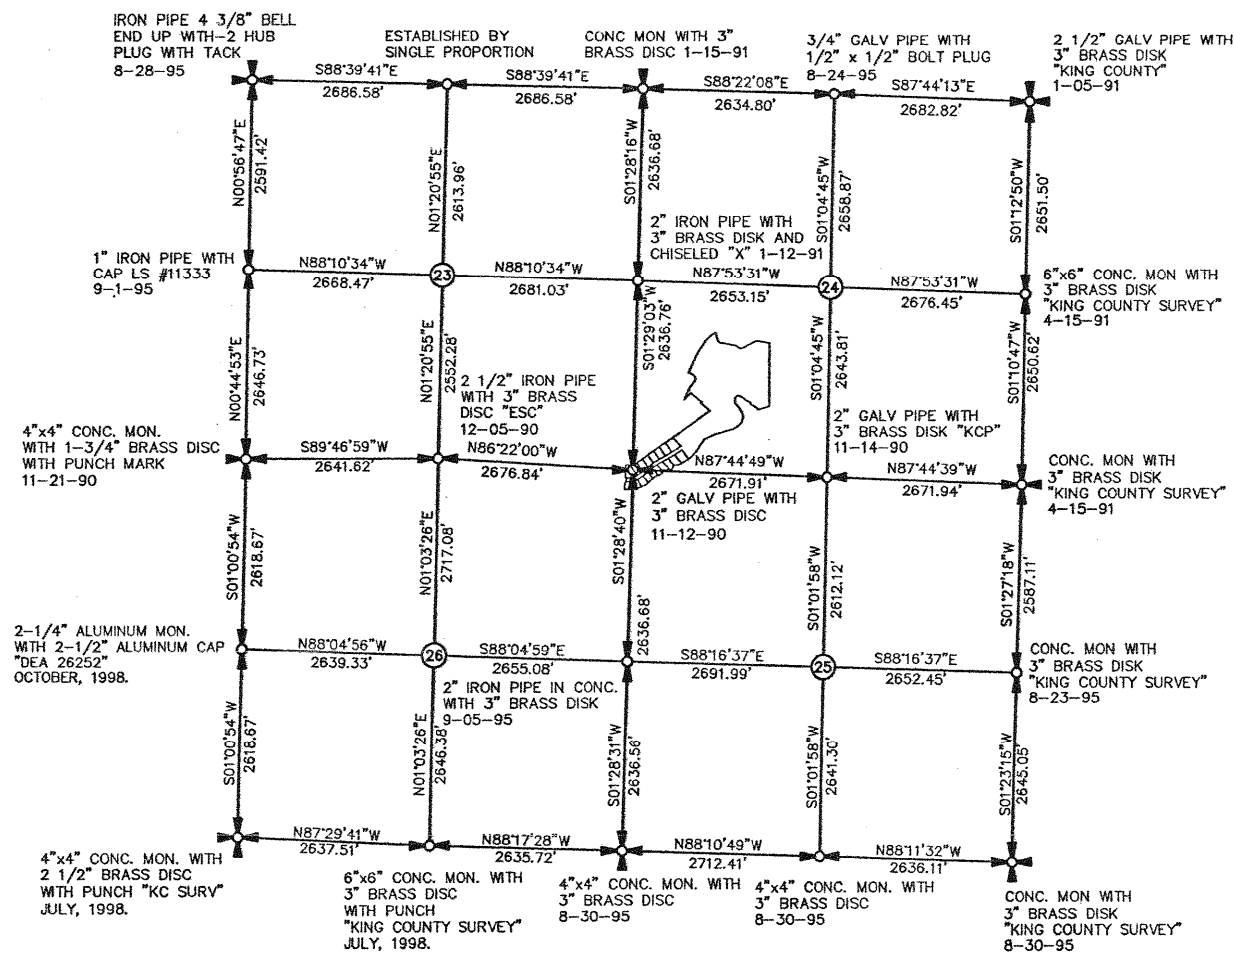 IRON PIPE 4 3/8" BELL
END UP WITH-2 HUB
PLUG WITH TACK
8-28-95
ESTABLISHED BY
SINGLE PROPORTION
CONC MON WITH 3"
BRASS DISC 1-15-91
3/4" GALV PIPE WITH
1/2" x 1/2" BOLT PLUG
8-24-95
2 1/2" GALV PIPE WITH
3" BRASS DISK
"KING COUNTY"
1-05-91
S88°39'41"E
2686.58'
S88°39'41"E
2686.58'
S88°22'08"E
2634.80'
S87°44'13"E
2682.82'
N00°56'47"E
2591.42'
N01°20'55"E
2613.96'
S01°28'16"W
2636.68'
S01°04'45"W
2658.87'
S01°12'50"W
2651.50'
2" IRON PIPE WITH
3" BRASS DISK AND
CHISELED "X" 1-12-91
1" IRON PIPE WITH
CAP LS #11333
9-1-95
N88°10'34"W
2668.47'
23
N88°10'34"W
2681.03'
N87°53'31"W
2653.15'
24
N87°53'31"W
2676.45'
6"x6" CONC. MON WITH
3" BRASS DISK
"KING COUNTY SURVEY"
4-15-91
N00°44'53"E
2646.73'
N01°20'55"E
2552.28'
S01°29'03"W
2636.76'
S01°04'45"W
2643.81'
S01°10'47"W
2650.62'
2 1/2" IRON PIPE
WITH 3" BRASS
DISC "ESC"
12-05-90
2" GALV PIPE WITH
3" BRASS DISK "KCP"
11-14-90
4"x4" CONC. MON.
WITH 1-3/4" BRASS DISC
WITH PUNCH MARK
11-21-90
S89°46'59"W
2641.62'
N86°22'00"W
2676.84'
N87°44'49"W
2671.91'
N87°44'39"W
2671.94'
CONC. MON WITH
3" BRASS DISK
"KING COUNTY SURVEY"
4-15-91
2" GALV PIPE WITH
3" BRASS DISC
11-12-90
S01°00'54"W
2618.67'
N01°03'26"E
2717.08'
S01°28'40"W
2636.68'
S01°01'58"W
2612.12'
S01°27'18"W
2587.11'
2-1/4" ALUMINUM MON.
WITH 2-1/2" ALUMINUM CAP
"DEA 26252"
OCTOBER, 1998.
N88°04'56"W
2639.33'
26
S88°04'59"E
2655.08'
S88°16'37"E
2691.99'
25
S88°16'37"E
2652.45'
CONC. MON WITH
3" BRASS DISK
"KING COUNTY SURVEY"
8-23-95
2" IRON PIPE IN CONC.
WITH 3" BRASS DISK
9-05-95
S01°00'54"W
2618.67'
N01°03'26"E
2646.38'
S01°28'31"W
2636.56'
S01°01'58"W
2641.30'
S01°23'15"W
2645.05'
N87°29'41"W
2637.51'
N88°17'28"W
2635.72'
N88°10'49"W
2712.41'
N88°11'32"W
2636.11'
4"x4" CONC. MON. WITH
2 1/2" BRASS DISC
WITH PUNCH "KC SURV"
JULY, 1998.
6"x6" CONC. MON. WITH
3" BRASS DISC
WITH PUNCH
"KING COUNTY SURVEY"
JULY, 1998.
4"x4" CONC. MON. WITH
3" BRASS DISC
8-30-95
4"x4" CONC. MON. WITH
3" BRASS DISC
8-30-95
CONC. MON WITH
3" BRASS DISK
"KING COUNTY SURVEY"
8-30-95